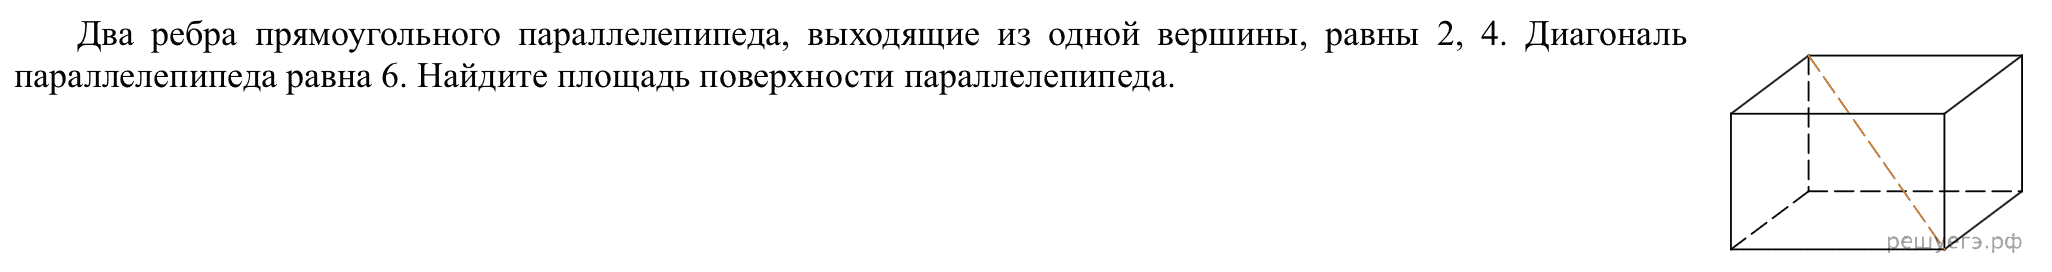 Два ребра прямоугольного параллелепипеда, выходящие из одной вершины, равны 2, 4. Диагональ
параллелепипеда равна 6. Найдите площадь поверхности параллелепипеда.
решуегэ.рф